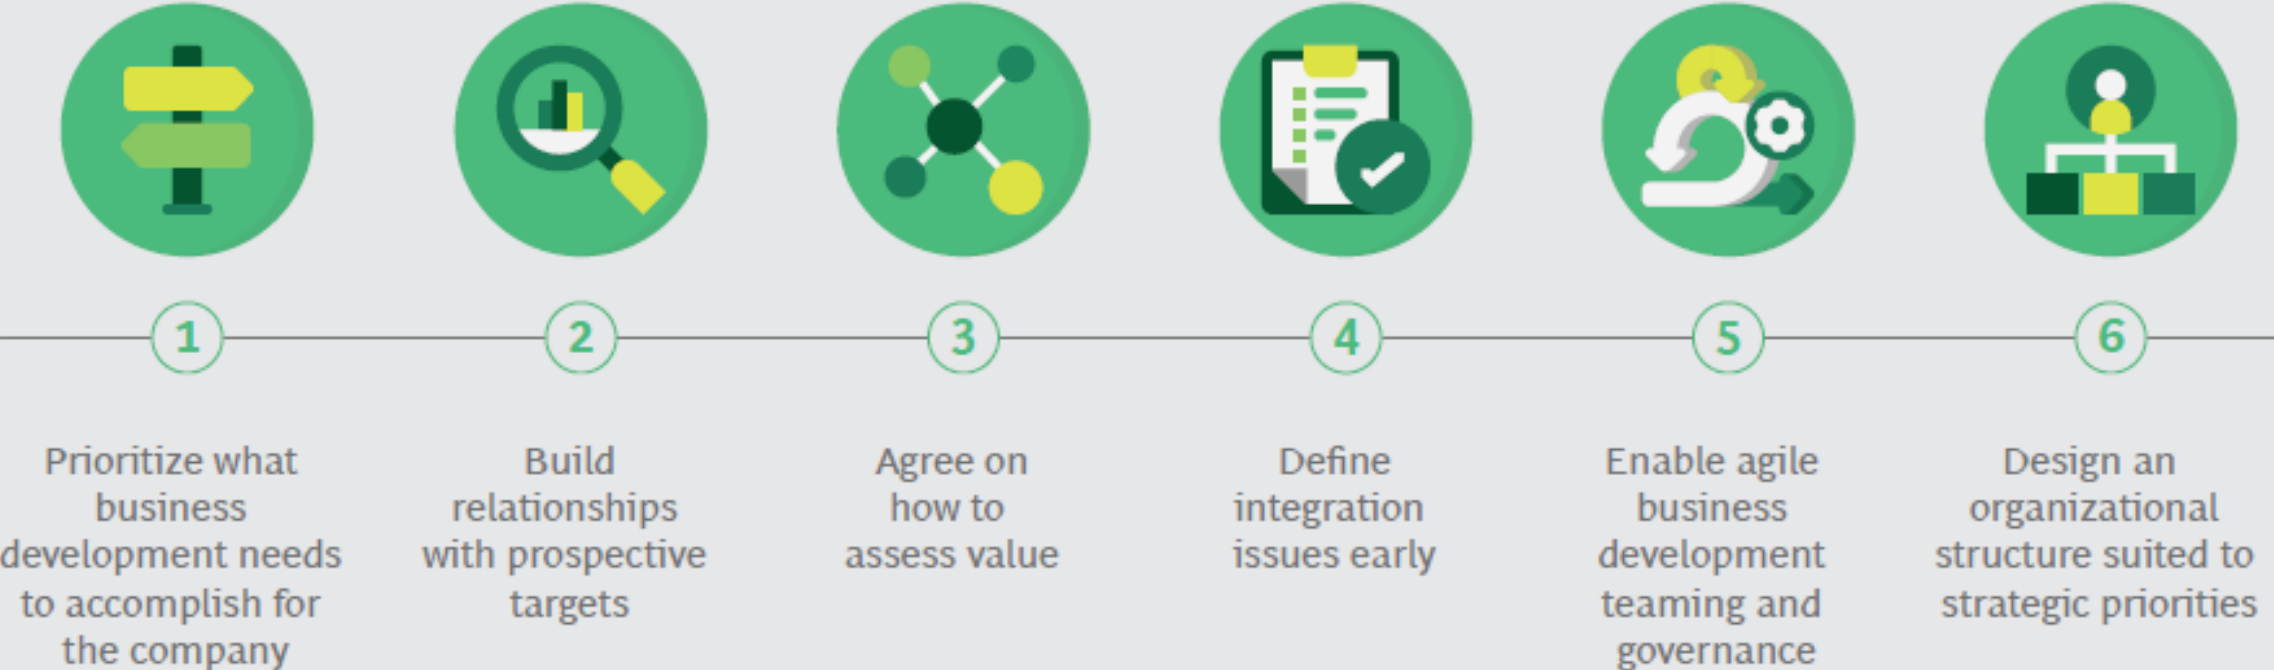 1
Prioritize what
business
development needs
to accomplish for
the company
2
Build
relationships
with prospective
targets
3
Agree on
how to
assess value
4
Define
integration
issues early
5
Enable agile
business
development
teaming and
governance
6
Design an
organizational
structure suited to
strategic priorities